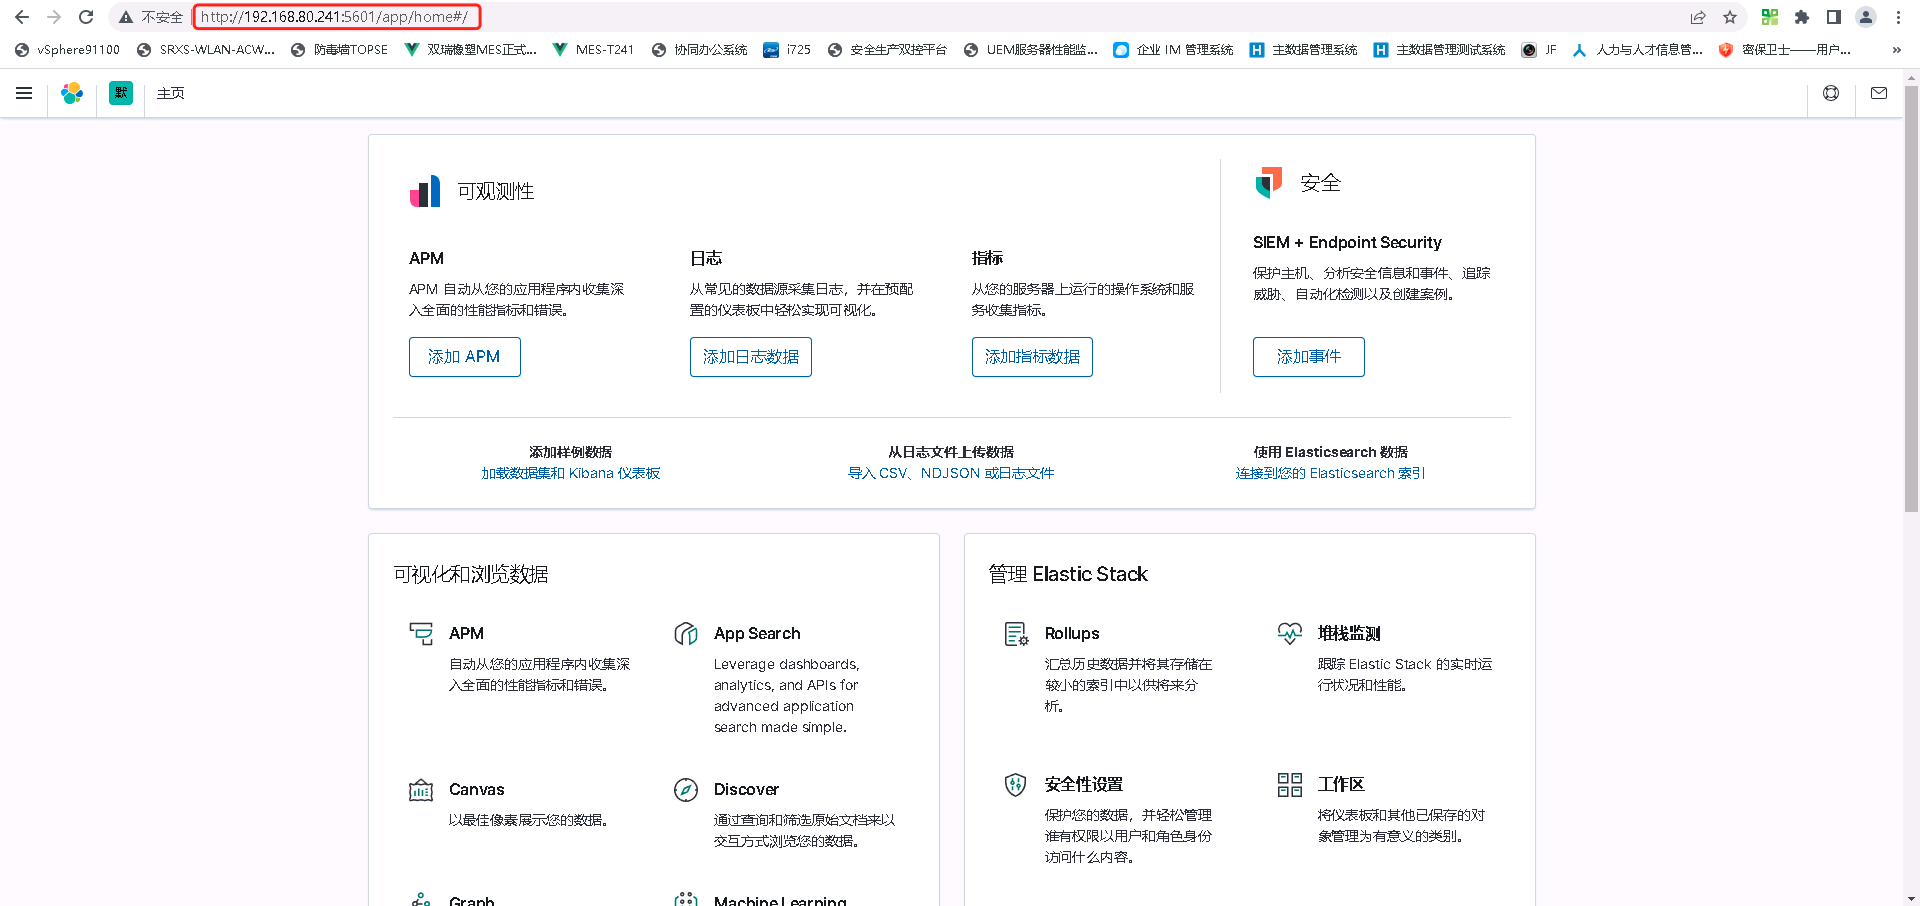 不安全 http://192.168.80.241:5601/app/home#/
vSphere91100 SRXS-WLAN-ACW... 防毒墙TOPSE 双瑞橡塑MES正式... MES-T241 协同办公系统 i725 安全生产双控平台 UEM服务器性能监... 企业 IM 管理系统 主数据管理系统 主数据管理测试系统 JF 人力与人才信息管... 密保卫士——用户... »
默 主页
可观测性
安全
APM
APM 自动从您的应用程序内收集深
入全面的性能指标和错误。
添加 APM
日志
从常见的数据源采集日志，并在预配
置的仪表板中轻松实现可视化。
添加日志数据
指标
从您的服务器上运行的操作系统和服
务收集指标。
添加指标数据
SIEM + Endpoint Security
保护主机、分析安全信息和事件、追踪
威胁、自动化检测以及创建案例。
添加事件
添加样例数据
加载数据集和 Kibana 仪表板
从日志文件上传数据
导入 CSV、NDJSON 或日志文件
使用 Elasticsearch 数据
连接到您的 Elasticsearch 索引
可视化和浏览数据
APM
自动从您的应用程序内收集深
入全面的性能指标和错误。
App Search
Leverage dashboards,
analytics, and APIs for
advanced application
search made simple.
Canvas
以最佳像素展示您的数据。
Discover
通过查询和筛选原始文档来以
交互方式浏览您的数据。
Graph
Machine Learning
管理 Elastic Stack
Rollups
汇总历史数据并将其存储在
较小的索引中以供将来分
析。
堆栈监测
跟踪 Elastic Stack 的实时运
行状况和性能。
安全性设置
保护您的数据，并轻松管理
谁有权限以用户和角色身份
访问什么内容。
工作区
将仪表板和其他已保存的对
象管理为有意义的类别。